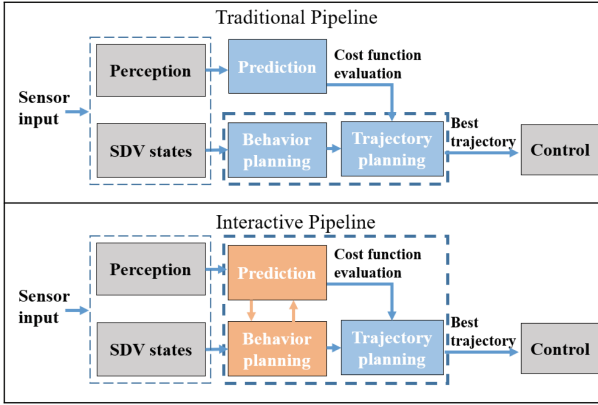 Traditional Pipeline
Perception
Prediction
Cost function
evaluation
Sensor
input
SDV states
Behavior
planning
Trajectory
planning
Best
trajectory
Control
Interactive Pipeline
Perception
Prediction
Cost function
evaluation
Sensor
input
SDV states
Behavior
planning
Trajectory
planning
Best
trajectory
Control